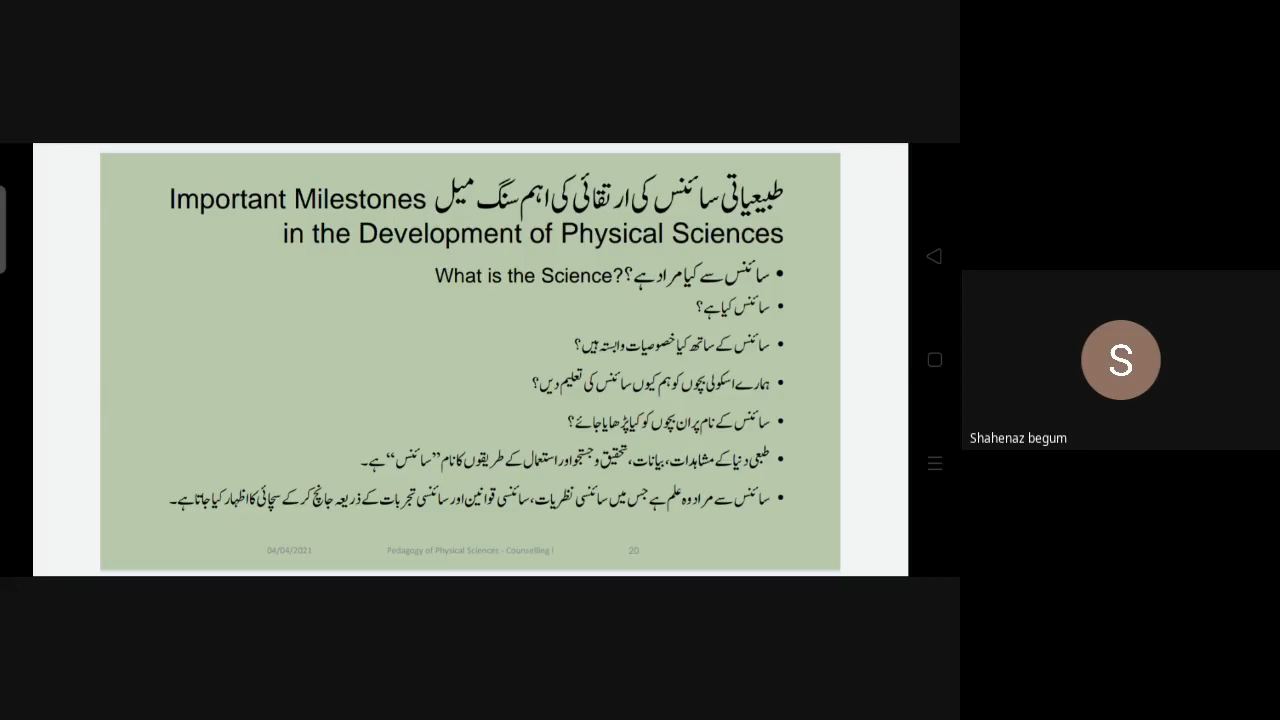 طبیعیاتی سائنس کی ارتقائی کی اہم سنگ میل Important Milestones
in the Development of Physical Sciences
• سائنس سے کیا مراد ہے؟ What is the Science?
• سائنس کیا ہے؟
• سائنس کے ساتھ کیا خصوصیات وابستہ ہیں؟
• ہمارے اسکولی بچوں کو ہم کیوں سائنس کی تعلیم دیں؟
• سائنس کے نام پر ان بچوں کو کیا پڑھایا جائے؟
• طبعی دنیا کے مشاہدات، بیانات، تحقیق و جستجو اور استعمال کے طریقوں کا نام ”سائنس“ ہے۔
• سائنس سے مراد وہ علم ہے جس میں سائنسی نظریات، سائنسی قوانین اور سائنسی تجربات کے ذریعہ جانچ کر کے سچائی کا اظہار کیا جاتا ہے۔
04/04/2021 Pedagogy of Physical Sciences - Counselling I 20
S
Shahenaz begum